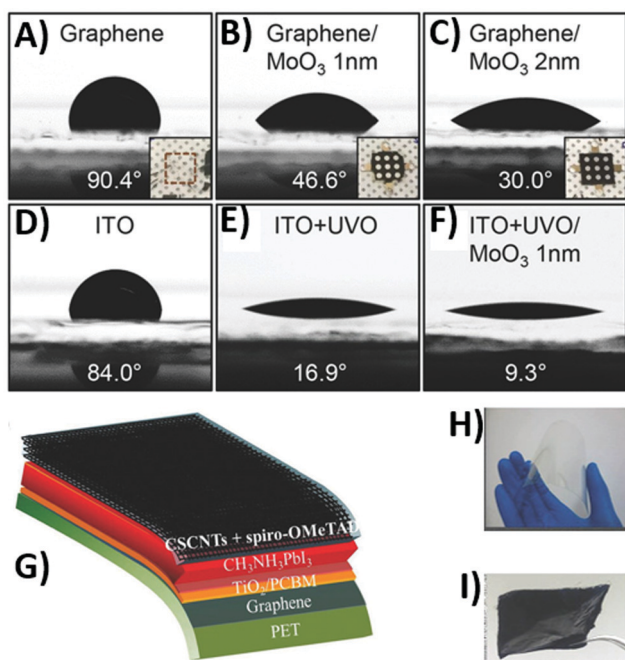 A) Graphene
90.4°
B) Graphene/
MoO₃ 1nm
46.6°
C) Graphene/
MoO₃ 2nm
30.0°
D) ITO
84.0°
E) ITO+UVO
16.9°
F) ITO+UVO/
MoO₃ 1nm
9.3°
G)
CSCNTs + spiro-OMeTAD
CH₃NH₃PbI₃
TiO₂/PCBM
Graphene
PET
H)
I)